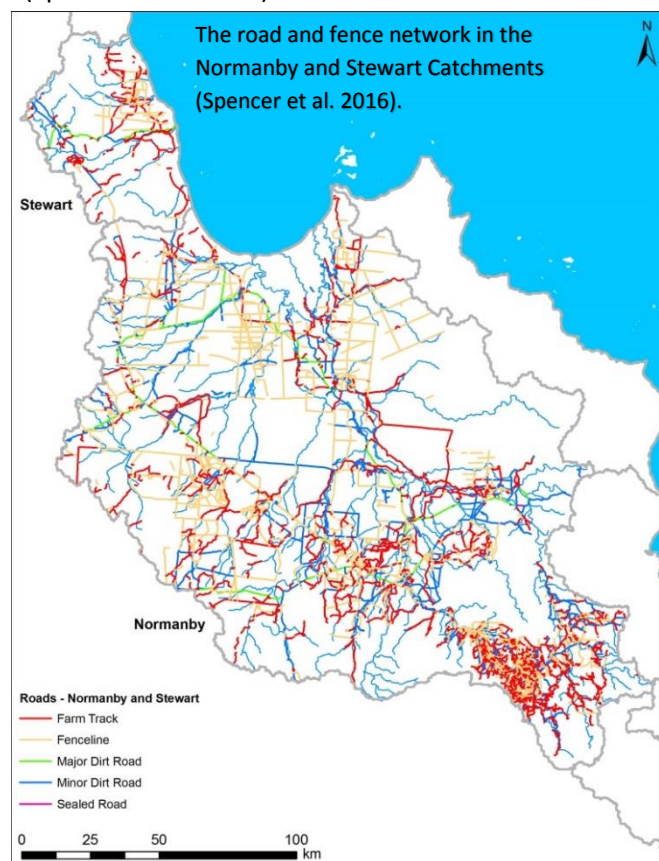 The road and fence network in the
Normanby and Stewart Catchments
(Spencer et al. 2016).
N
Stewart
Normanby
Roads - Normanby and Stewart
Farm Track
Fenceline
Major Dirt Road
Minor Dirt Road
Sealed Road
0 25 50 100
km